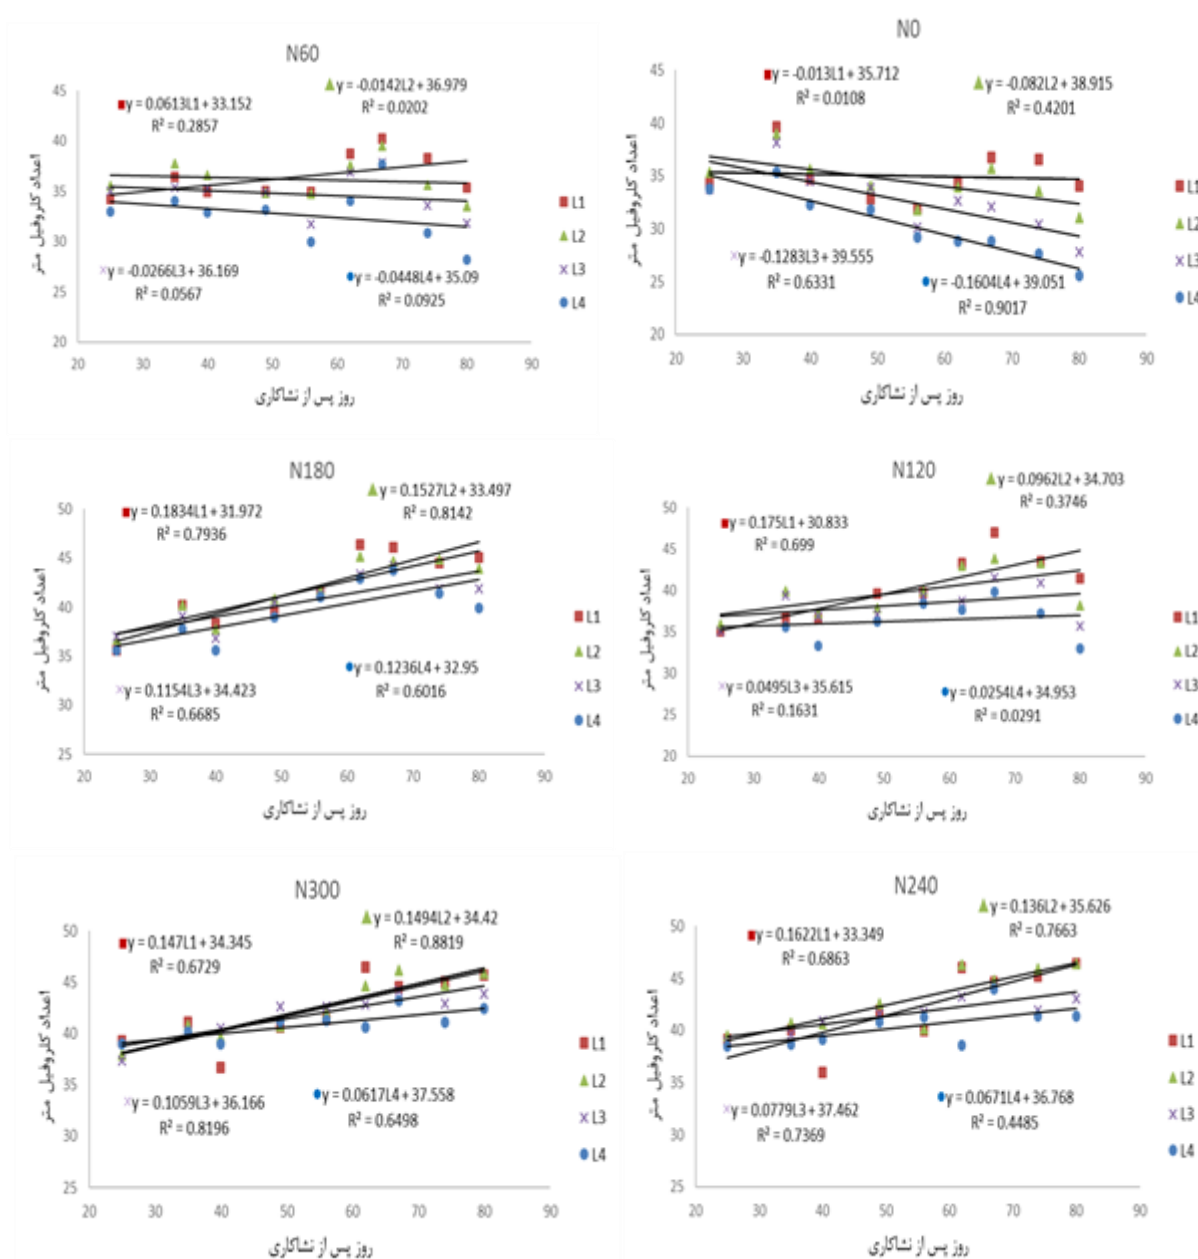 N60
y = -0.0142L2 + 36.979
R² = 0.0202
y = 0.0613L1 + 33.152
R² = 0.2857
اعداد کلروفیل متر
45
40
35
30
25
20
y = -0.0266L3 + 36.169
R² = 0.0567
y = -0.0448L4 + 35.09
R² = 0.0925
L1
L2
L3
L4
20 30 40 50 60 70 80 90
روز پس از نشاکاری
N0
y = -0.013L1 + 35.712
R² = 0.0108
y = -0.082L2 + 38.915
R² = 0.4201
اعداد کلروفیل متر
45
40
35
30
25
20
y = -0.1283L3 + 39.555
R² = 0.6331
y = -0.1604L4 + 39.051
R² = 0.9017
L1
L2
L3
L4
20 30 40 50 60 70 80 90
روز پس از نشاکاری
N180
y = 0.1527L2 + 33.497
R² = 0.8142
y = 0.1834L1 + 31.972
R² = 0.7936
اعداد کلروفیل متر
50
45
40
35
30
25
y = 0.1154L3 + 34.423
R² = 0.6685
y = 0.1236L4 + 32.95
R² = 0.6016
L1
L2
L3
L4
20 30 40 50 60 70 80 90
روز پس از نشاکاری
N120
y = 0.0962L2 + 34.703
R² = 0.3746
y = 0.175L1 + 30.833
R² = 0.699
اعداد کلروفیل متر
50
45
40
35
30
25
20
y = 0.0495L3 + 35.615
R² = 0.1631
y = 0.0254L4 + 34.953
R² = 0.0291
L1
L2
L3
L4
20 30 40 50 60 70 80 90
روز پس از نشاکاری
N300
y = 0.1494L2 + 34.42
R² = 0.8819
y = 0.147L1 + 34.345
R² = 0.6729
اعداد کلروفیل متر
50
45
40
35
30
25
y = 0.1059L3 + 36.166
R² = 0.8196
y = 0.0617L4 + 37.558
R² = 0.6498
L1
L2
L3
L4
20 30 40 50 60 70 80 90
روز پس از نشاکاری
N240
y = 0.136L2 + 35.626
R² = 0.7663
y = 0.1622L1 + 33.349
R² = 0.6863
اعداد کلروفیل متر
50
45
40
35
30
25
y = 0.0779L3 + 37.462
R² = 0.7369
y = 0.0671L4 + 36.768
R² = 0.4485
L1
L2
L3
L4
20 30 40 50 60 70 80 90
روز پس از نشاکاری